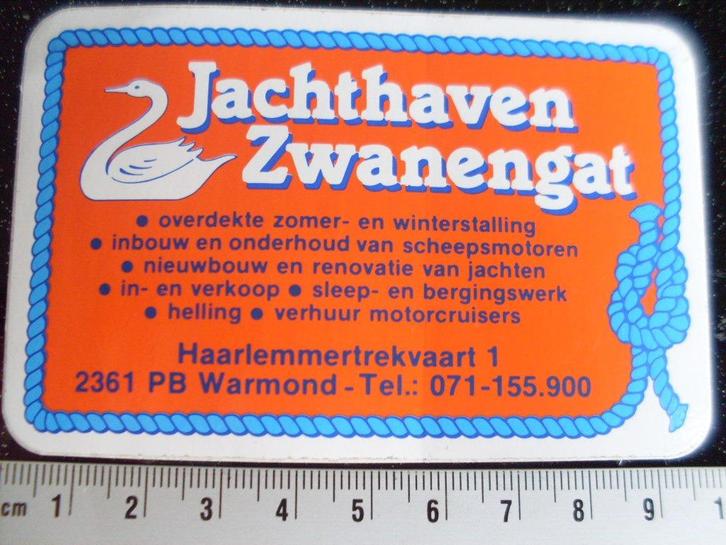 Jachthaven
Zwanengat
• overdekte zomer- en winterstalling
• inbouw en onderhoud van scheepsmotoren
• nieuwbouw en renovatie van jachten
• in- en verkoop • sleep- en bergingswerk
• helling • verhuur motorcruisers
Haarlemmertrekvaart 1
2361 PB Warmond - Tel.: 071-155.900
cm 1 2 3 4 5 6 7 8 9 1